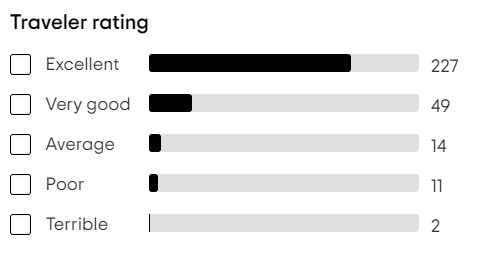 Traveler rating
Excellent 227
Very good 49
Average 14
Poor 11
Terrible 2